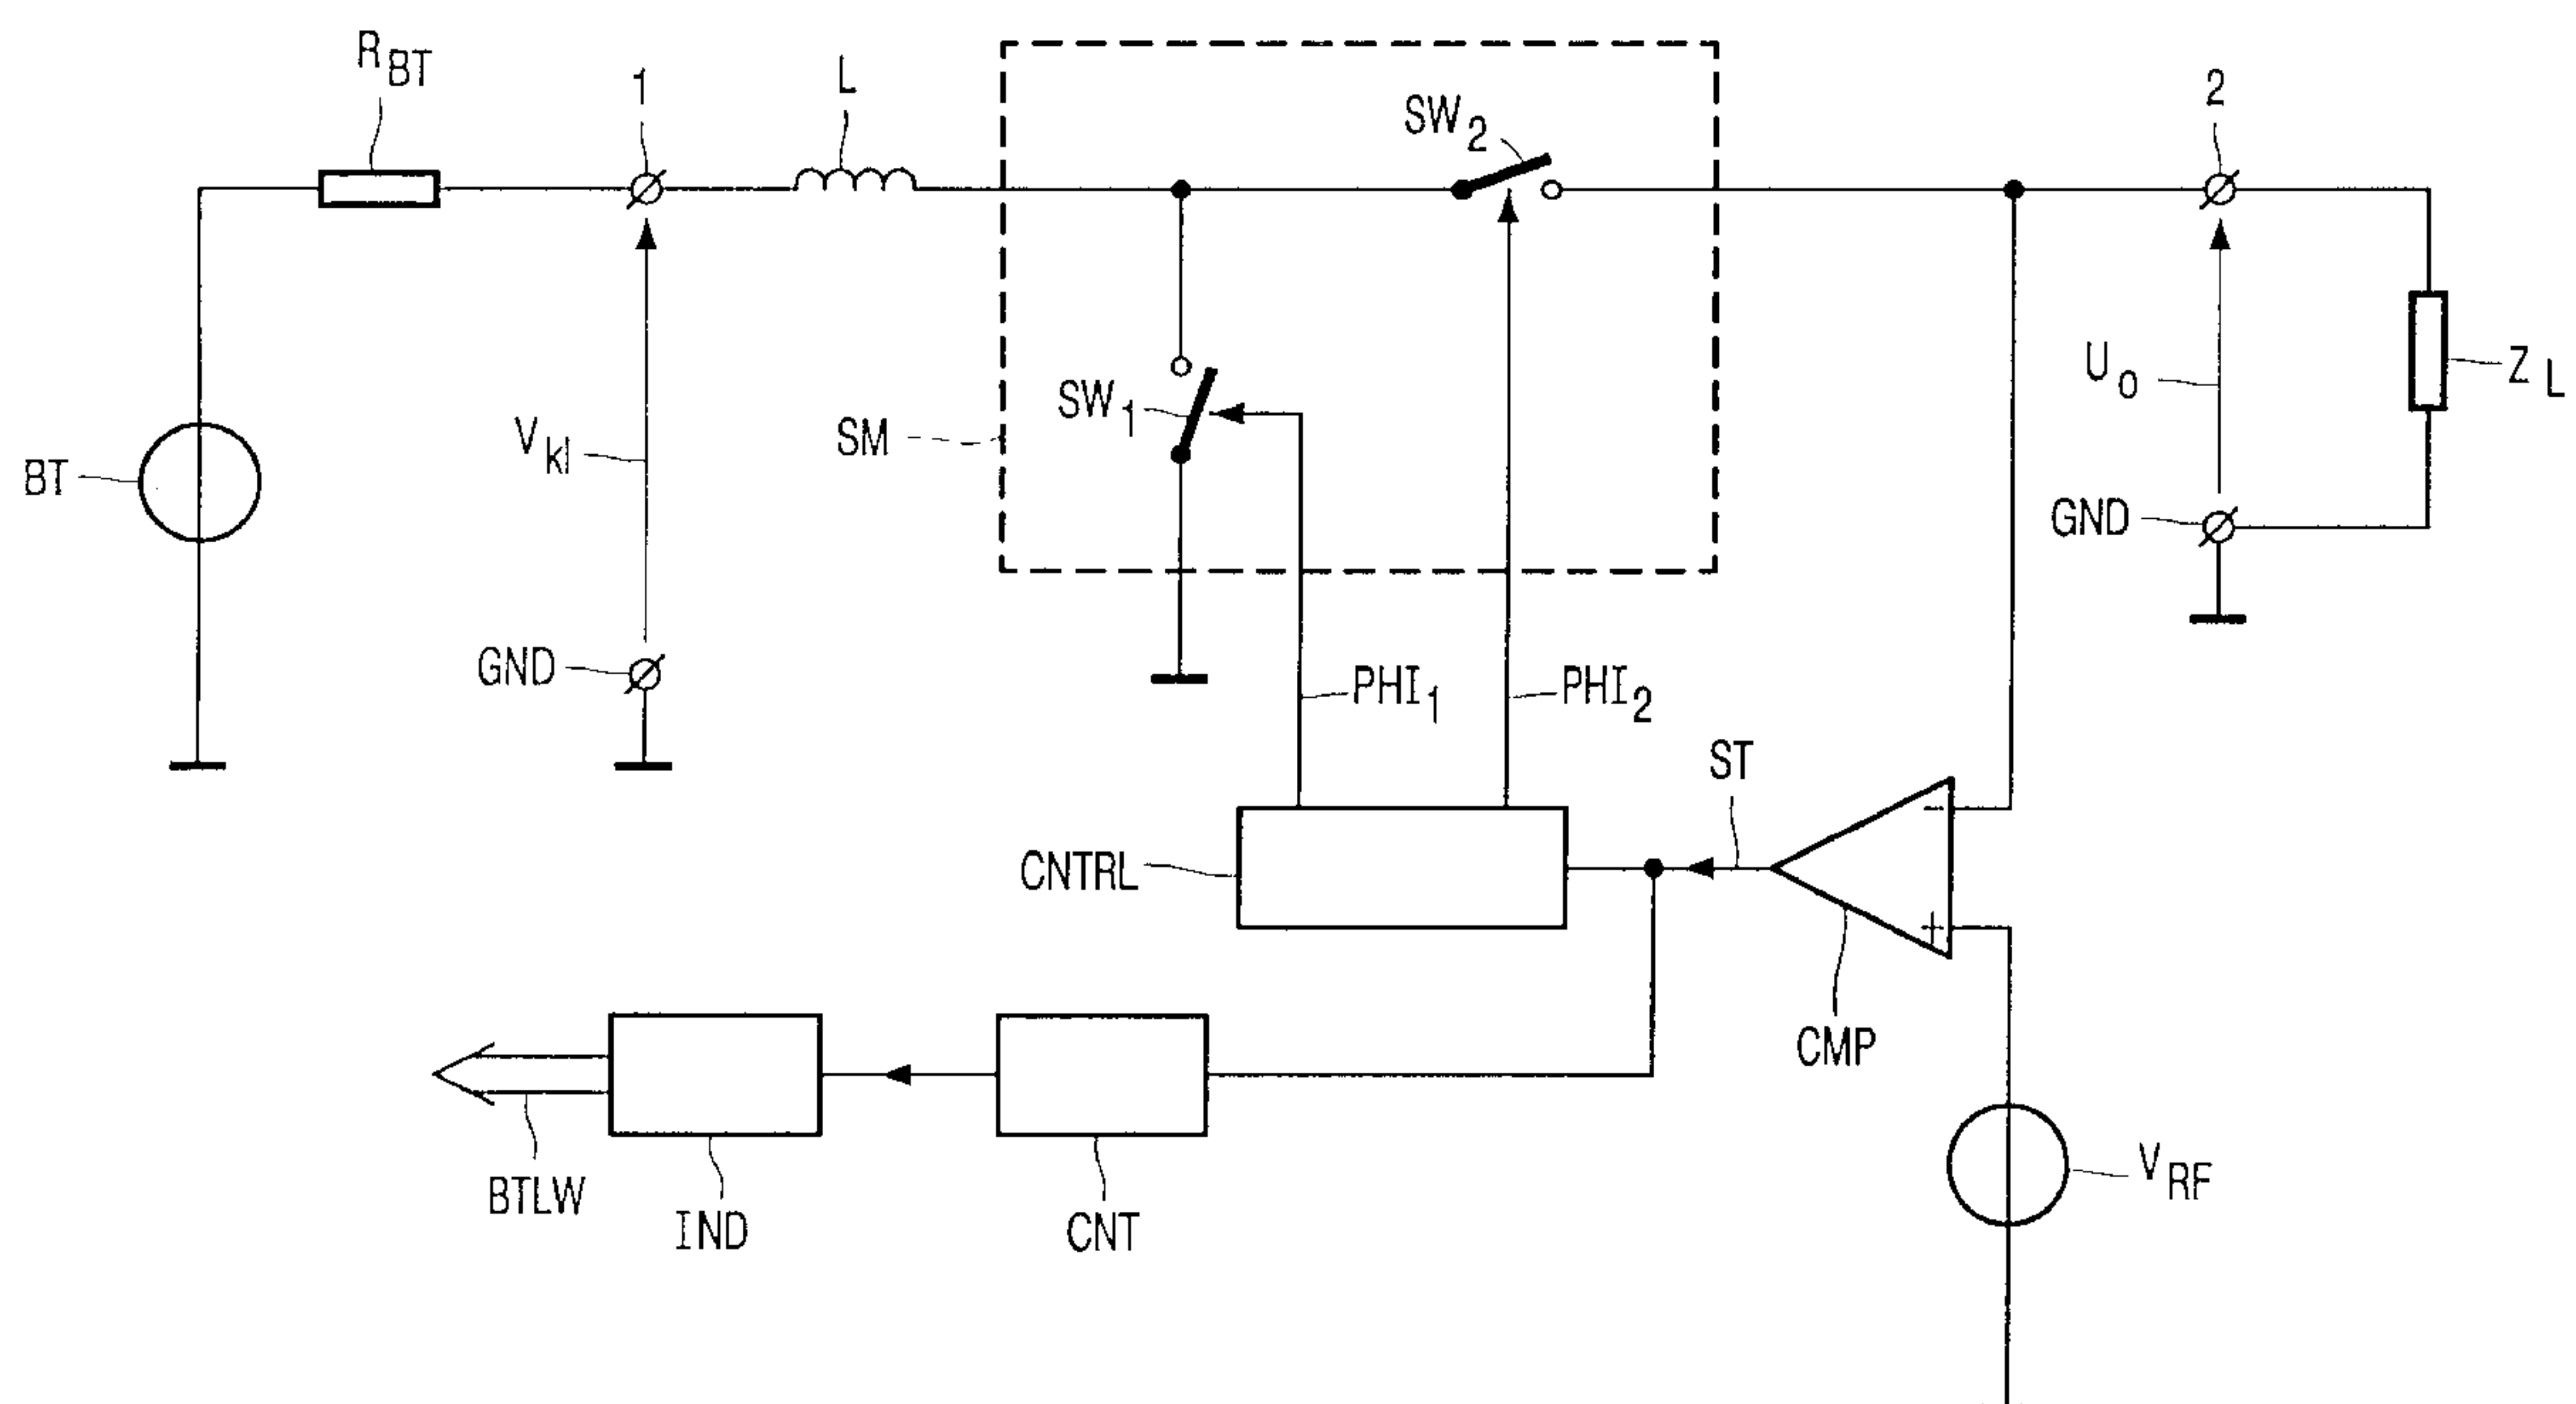 R_BT
1
L
SW_2
2
SW_1
SM
V_kl
BT
U_o
Z_L
GND
GND
PHI_1
PHI_2
ST
CNTRL
−
+
CMP
BTLW
IND
CNT
V_RF